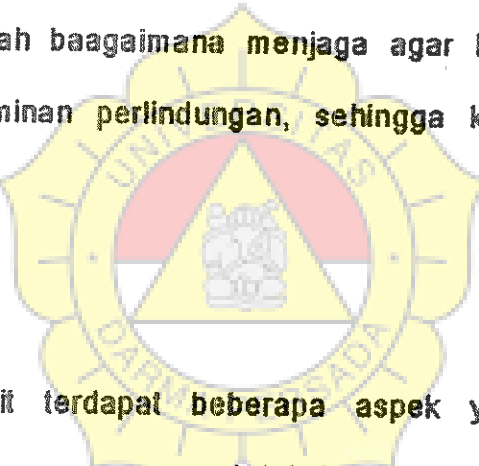 ah baagaimana menjaga agar
minan perlindungan, sehingga k
UNIVERSITAS
DARMA PERSADA
it terdapat beberapa aspek y